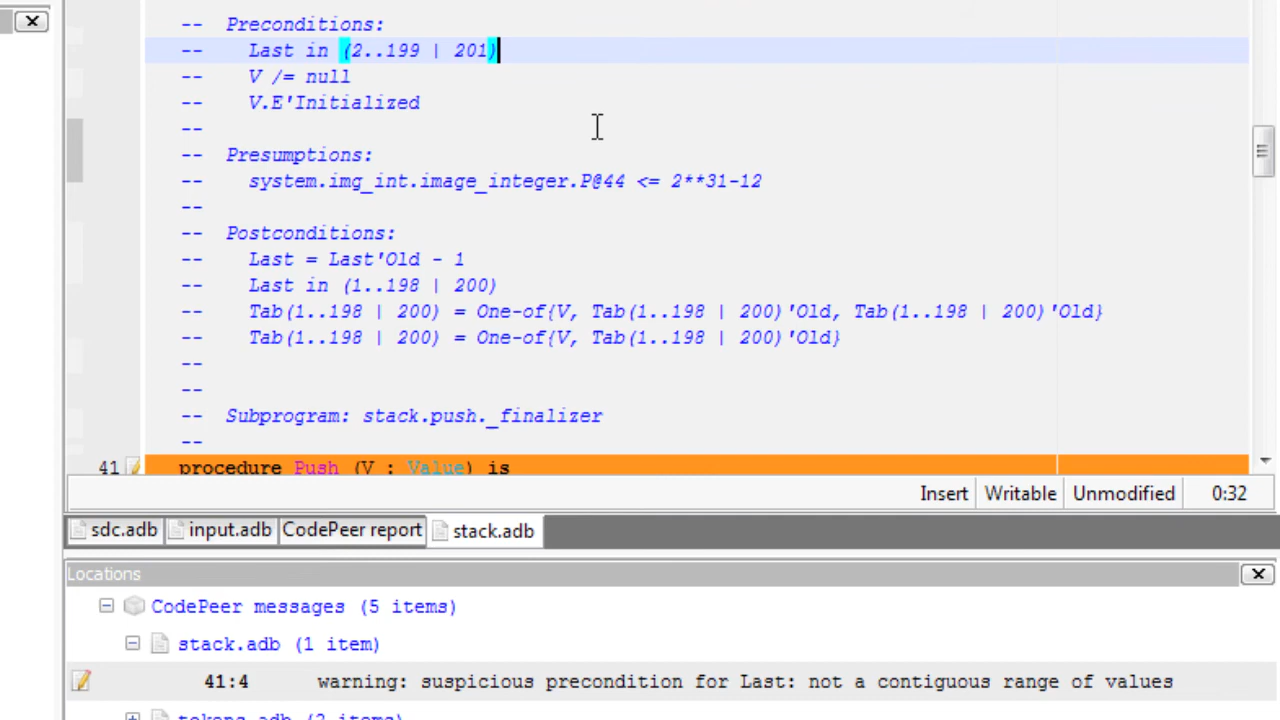 -- Preconditions:
-- Last in (2..199 | 201)
-- V /= null
-- V.E'Initialized
--
-- Presumptions:
-- system.img_int.image_integer.P@44 <= 2**31-12
--
-- Postconditions:
-- Last = Last'Old - 1
-- Last in (1..198 | 200)
-- Tab(1..198 | 200) = One-of{V, Tab(1..198 | 200)'Old, Tab(1..198 | 200)'Old}
-- Tab(1..198 | 200) = One-of{V, Tab(1..198 | 200)'Old}
--
--
-- Subprogram: stack.push._finalizer
--
41 procedure Push (V : Value) is
Insert Writable Unmodified 0:32
sdc.adb input.adb CodePeer report stack.adb
Locations
CodePeer messages (5 items)
stack.adb (1 item)
41:4 warning: suspicious precondition for Last: not a contiguous range of values
tokens.adb (2 items)